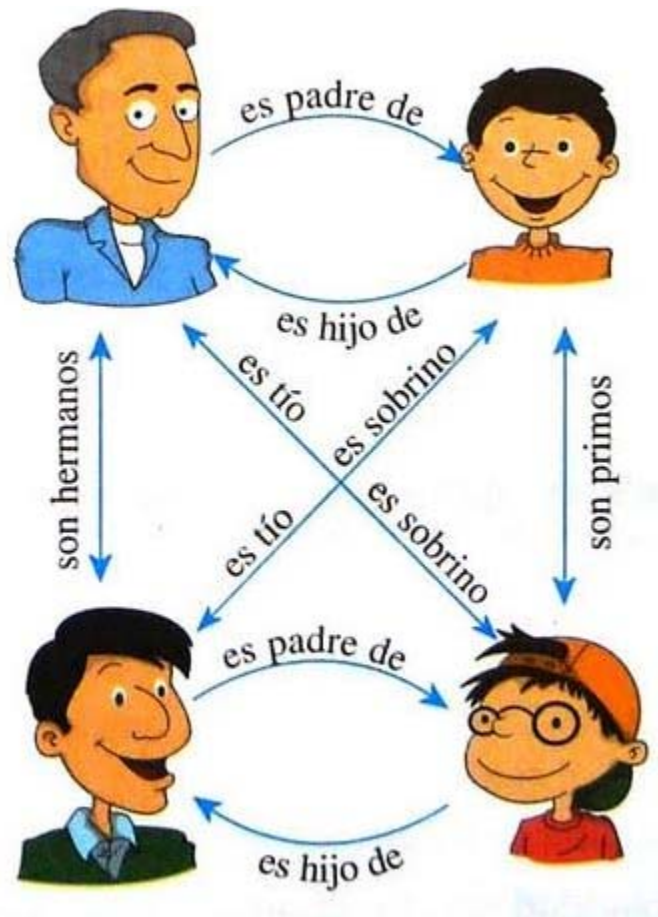 es padre de
es hijo de
son hermanos
es tío
es sobrino
son primos
es tío
es sobrino
es padre de
es hijo de